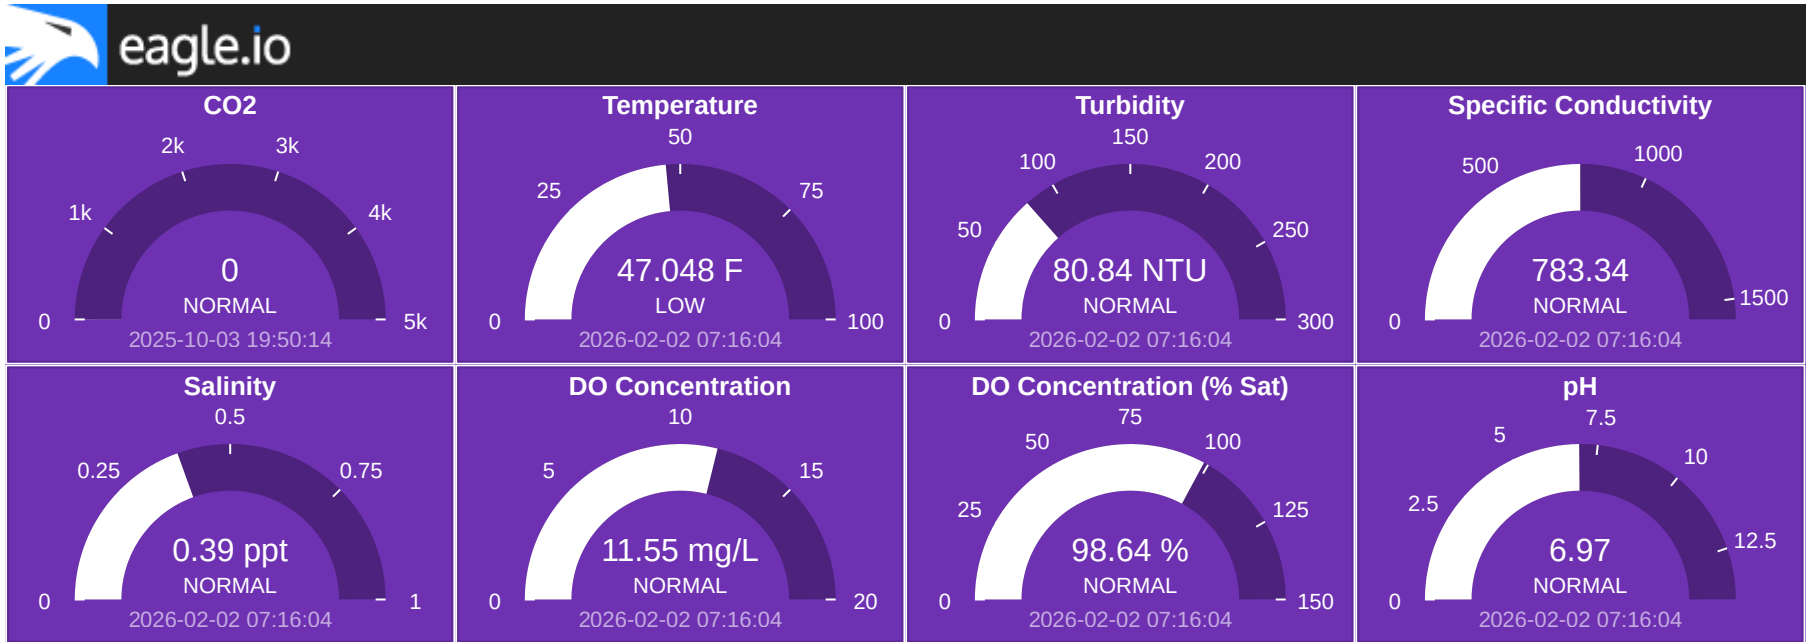 eagle.io
CO2
2k
3k
1k
4k
0
NORMAL
0
5k
2025-10-03 19:50:14
Temperature
50
25
75
47.048 F
LOW
0
100
2026-02-02 07:16:04
Turbidity
150
100
200
50
250
80.84 NTU
NORMAL
0
300
2026-02-02 07:16:04
Specific Conductivity
1000
500
783.34
1500
NORMAL
0
2026-02-02 07:16:04
Salinity
0.5
0.25
0.75
0.39 ppt
NORMAL
0
1
2026-02-02 07:16:04
DO Concentration
10
5
15
11.55 mg/L
NORMAL
0
20
2026-02-02 07:16:04
DO Concentration (% Sat)
75
50
100
25
125
98.64 %
NORMAL
0
150
2026-02-02 07:16:04
pH
7.5
5
10
2.5
12.5
6.97
NORMAL
0
2026-02-02 07:16:04